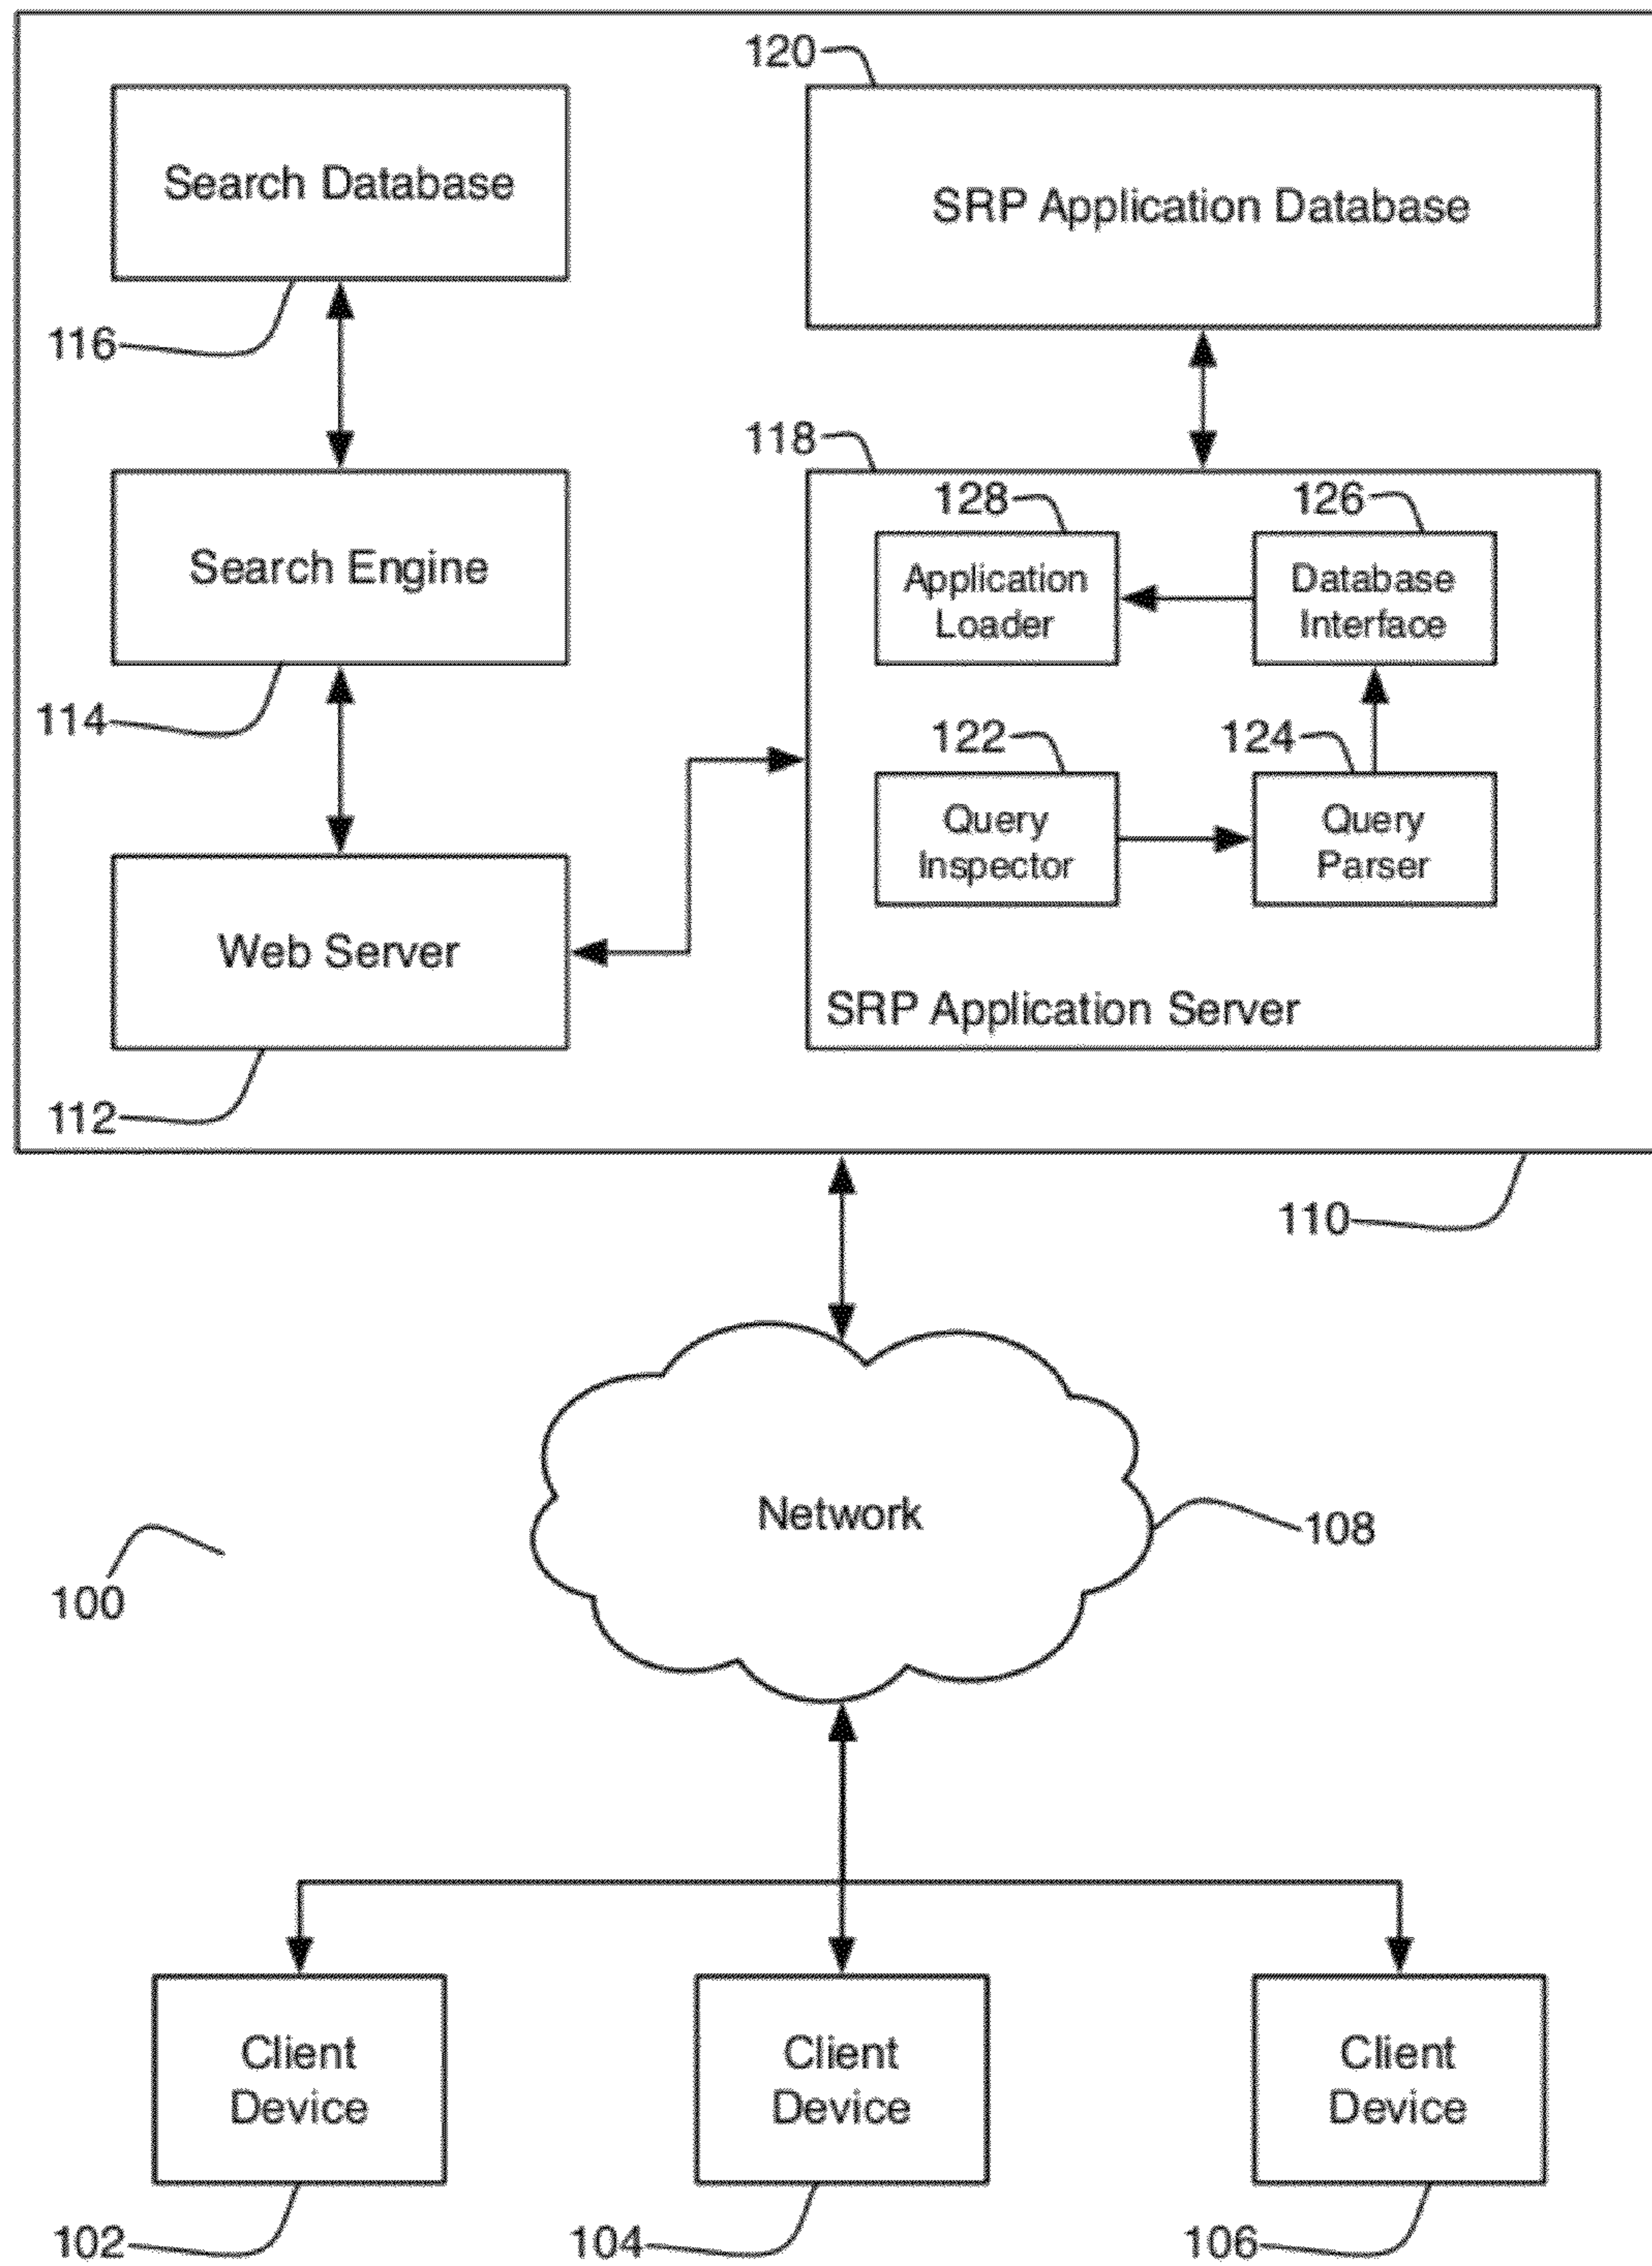 120
Search Database
SRP Application Database
116
118
128
126
Search Engine
Application
Loader
Database
Interface
114
122
124
Query
Inspector
Query
Parser
Web Server
SRP Application Server
112
110
Network
108
100
Client
Device
Client
Device
Client
Device
102
104
106